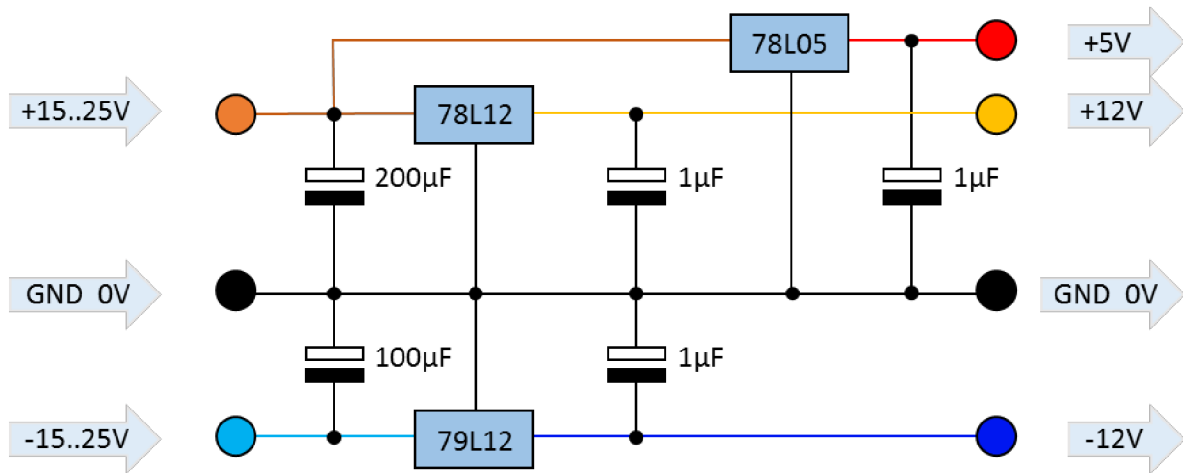 78L05
+5V
+15..25V
78L12
+12V
200µF
1µF
1µF
GND 0V
GND 0V
100µF
1µF
-15..25V
79L12
-12V